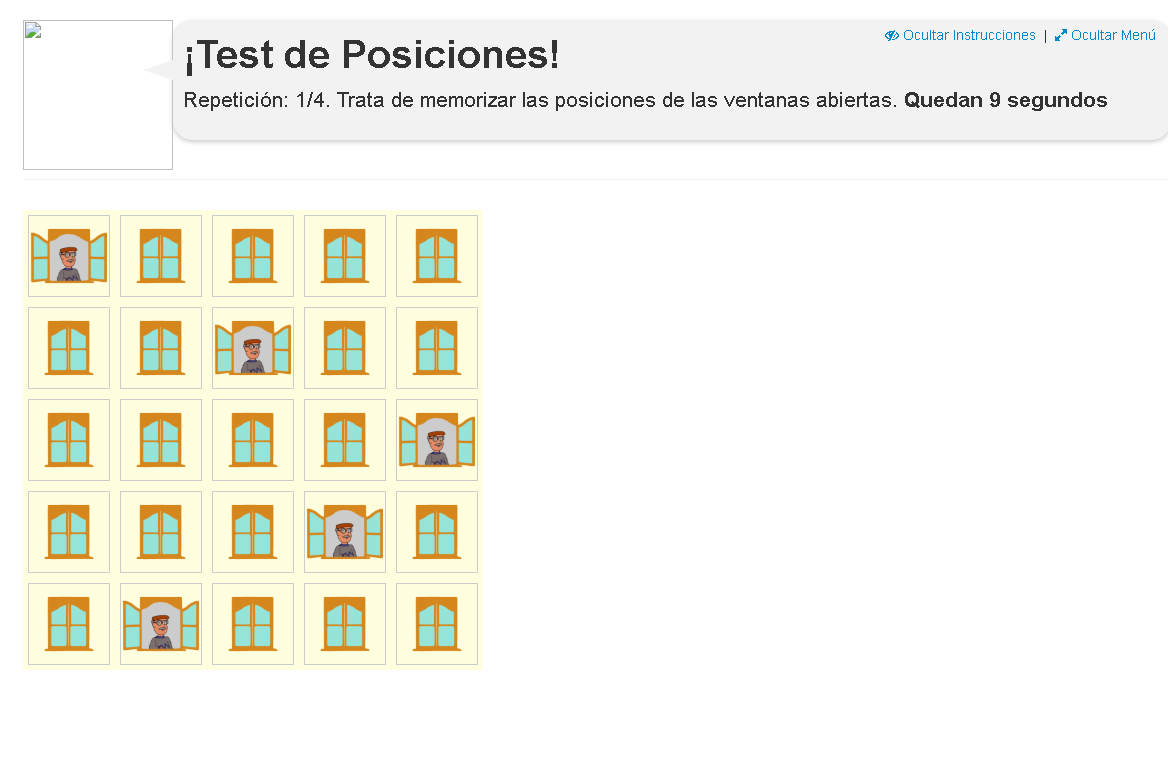 Ocultar Instrucciones | Ocultar Menú
¡Test de Posiciones!
Repetición: 1/4. Trata de memorizar las posiciones de las ventanas abiertas. Quedan 9 segundos